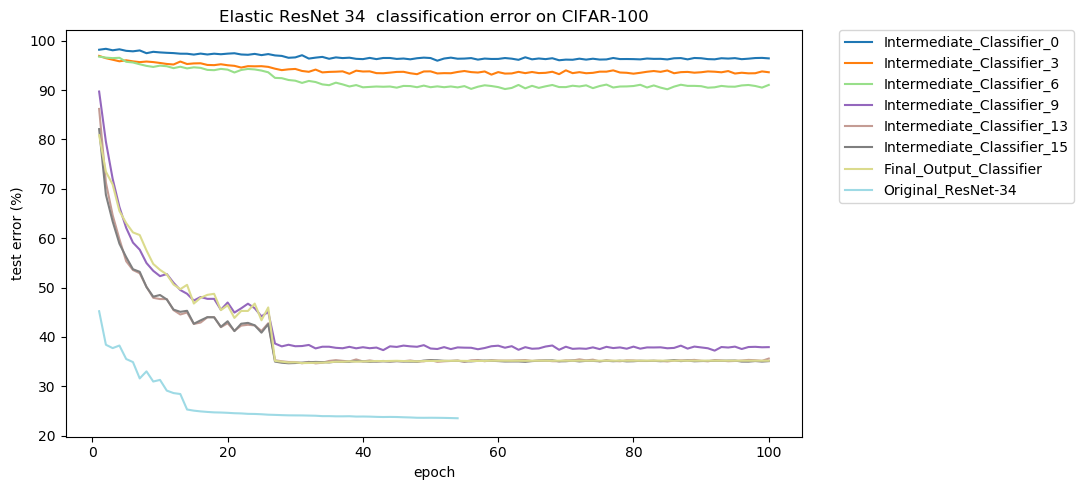 Elastic ResNet 34  classification error on CIFAR-100
100
90
80
70
60
50
40
30
20
test error (%)
0
20
40
60
80
100
epoch
Intermediate_Classifier_0
Intermediate_Classifier_3
Intermediate_Classifier_6
Intermediate_Classifier_9
Intermediate_Classifier_13
Intermediate_Classifier_15
Final_Output_Classifier
Original_ResNet-34